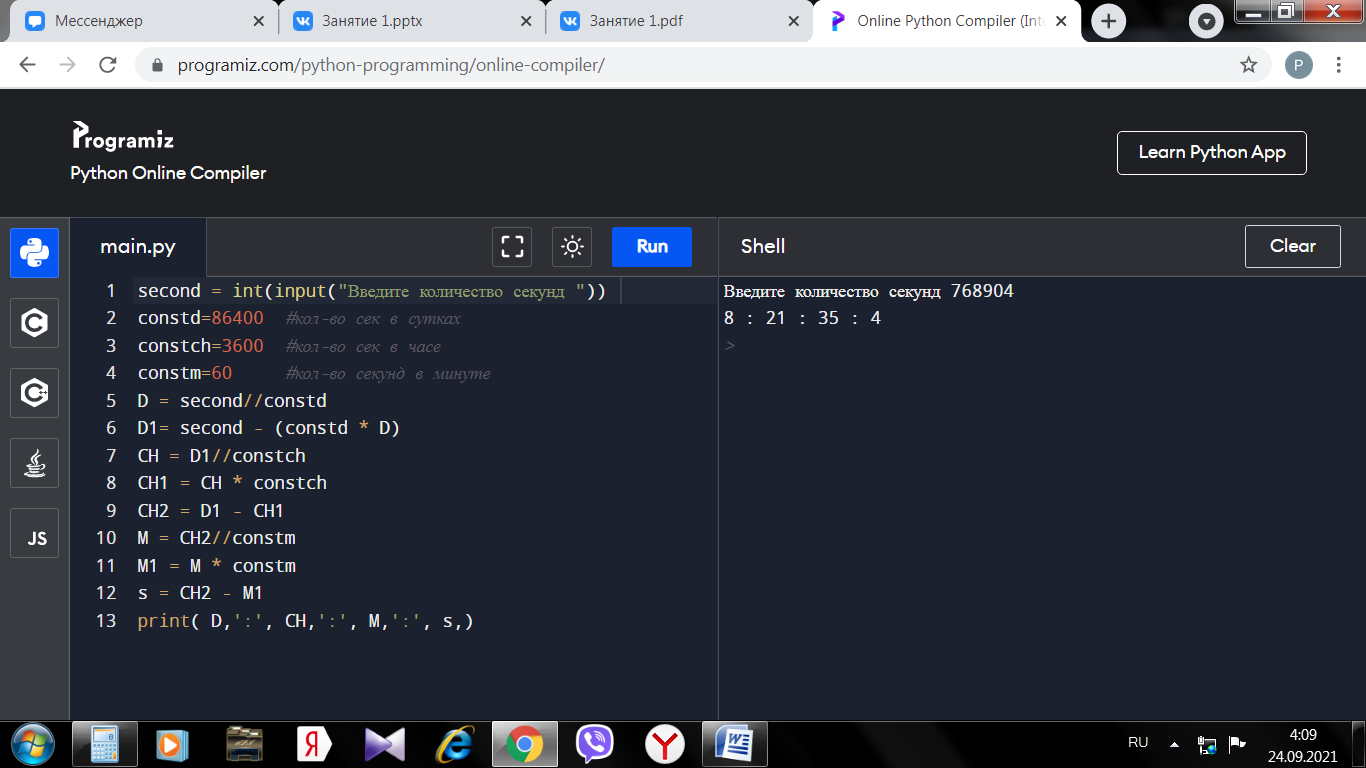 Мессенджер
Занятие 1.pptx
Занятие 1.pdf
Online Python Compiler (Inte
programiz.com/python-programming/online-compiler/
P
Programiz
Python Online Compiler
Learn Python App
main.py
Run
Shell
Clear
1 second = int(input("Введите количество секунд "))
2 constd=86400 #кол-во сек в сутках
3 constch=3600 #кол-во сек в часе
4 constm=60 #кол-во секунд в минуте
5 D = second//constd
6 D1= second - (constd * D)
7 CH = D1//constch
8 CH1 = CH * constch
9 CH2 = D1 - CH1
10 M = CH2//constm
11 M1 = M * constm
12 s = CH2 - M1
13 print( D,':', CH,':', M,':', s,)
Введите количество секунд 768904
8 : 21 : 35 : 4
>
C
C++
JS
RU
4:09
24.09.2021